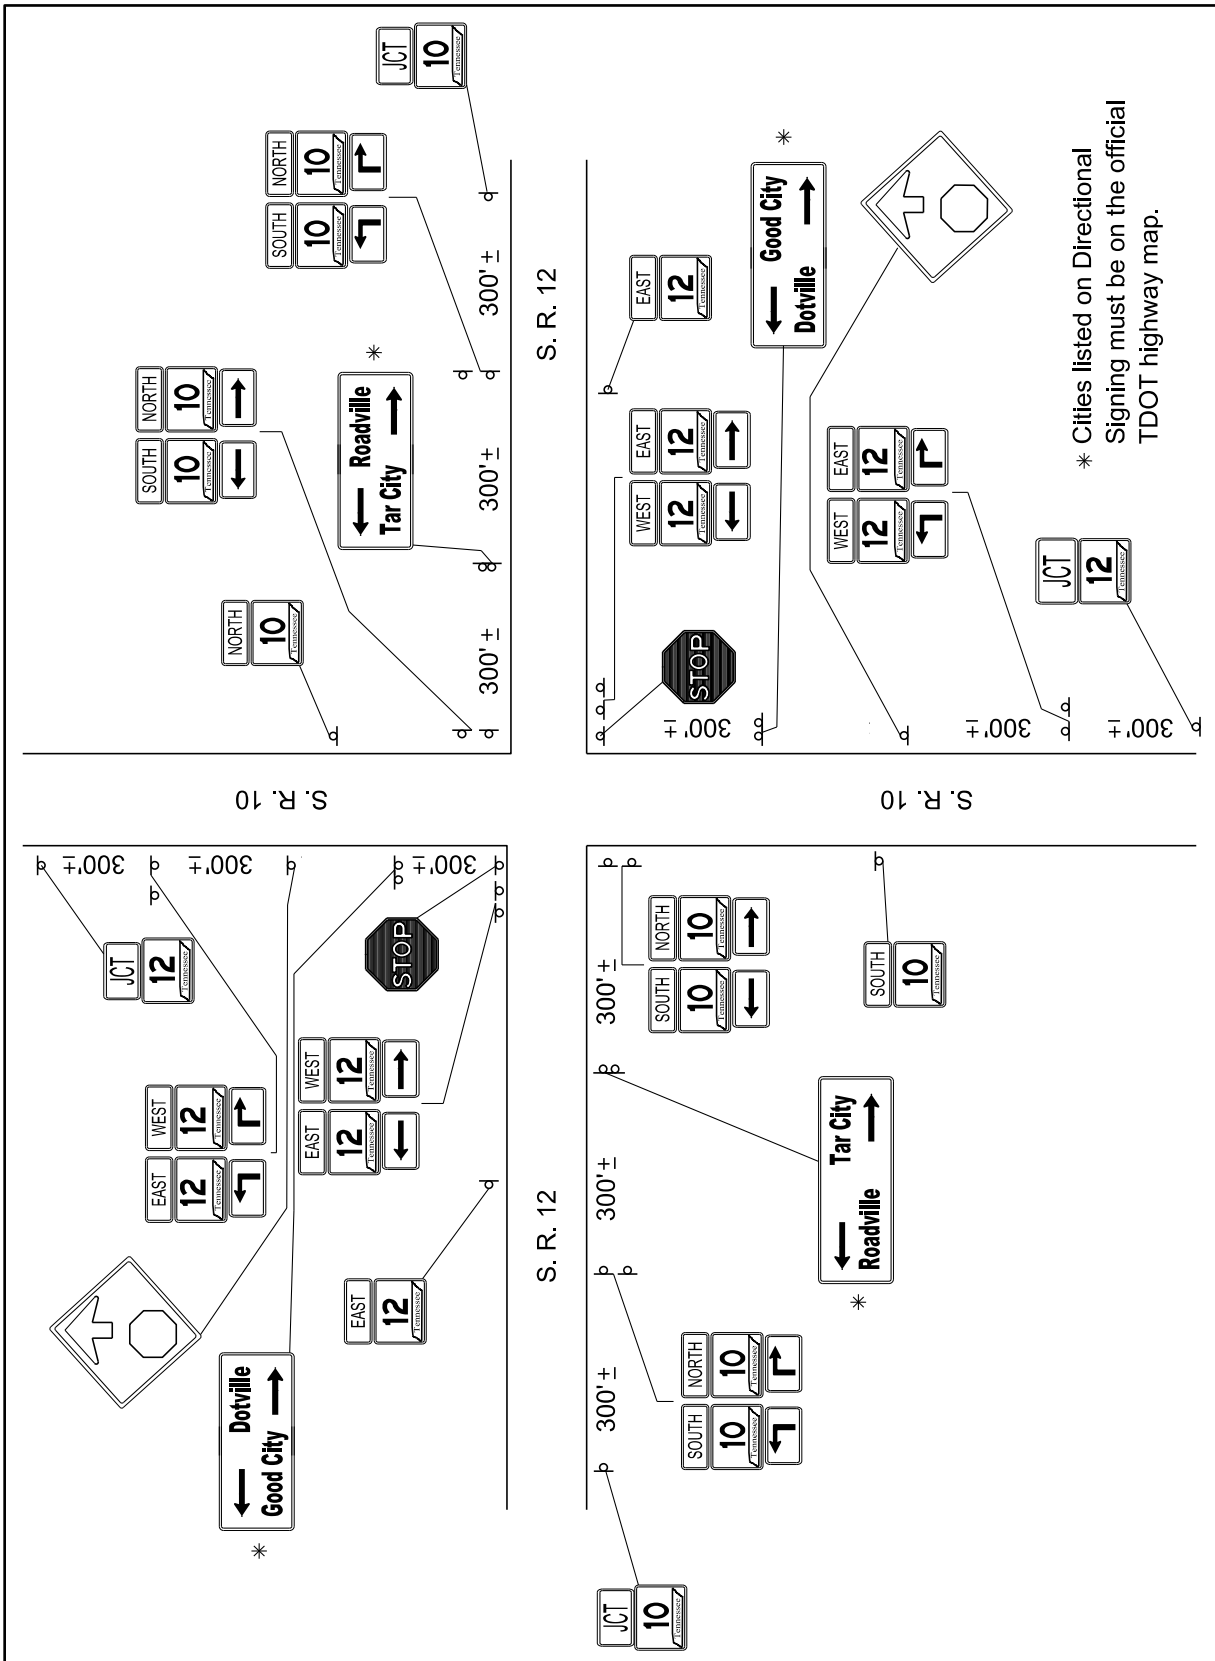 JCT
12
Tennessee
300'±
EAST WEST
12 12
Tennessee Tennessee
300'±
300'±
Dotville
Good City
*
EAST WEST
12 12
Tennessee Tennessee
STOP
EAST
12
Tennessee
S. R. 10
NORTH
10
Tennessee
SOUTH NORTH
10 10
Tennessee Tennessee
Roadville
Tar City
*
SOUTH NORTH
10 10
Tennessee Tennessee
JCT
10
Tennessee
300'± 300'± 300'±
S. R. 12
S. R. 12
300'± 300'± 300'±
JCT
10
Tennessee
SOUTH NORTH
10 10
Tennessee Tennessee
Tar City
Roadville
*
SOUTH NORTH
10 10
Tennessee Tennessee
SOUTH
10
Tennessee
S. R. 10
WEST EAST
12 12
Tennessee Tennessee
EAST
12
Tennessee
STOP
300'±
Good City
Dotville
*
WEST EAST
12 12
Tennessee Tennessee
300'±
JCT
12
Tennessee
300'±
* Cities listed on Directional
Signing must be on the official
TDOT highway map.